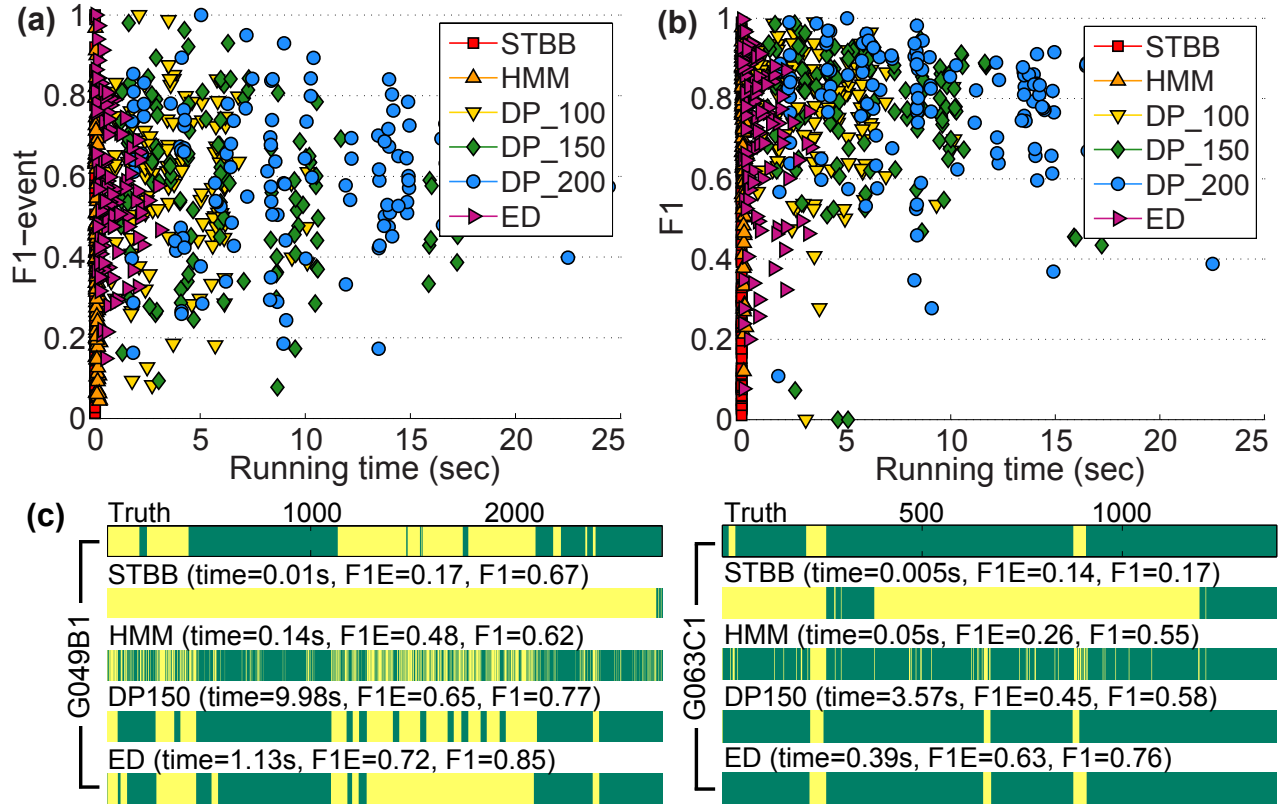 (a)
F1-event
1
0.8
0.6
0.4
0.2
0
0 5 10 15 20 25
Running time (sec)
STBB
HMM
DP_100
DP_150
DP_200
ED
(b)
F1
1
0.8
0.6
0.4
0.2
0
0 5 10 15 20 25
Running time (sec)
STBB
HMM
DP_100
DP_150
DP_200
ED
(c)
G049B1
Truth 1000 2000
STBB (time=0.01s, F1E=0.17, F1=0.67)
HMM (time=0.14s, F1E=0.48, F1=0.62)
DP150 (time=9.98s, F1E=0.65, F1=0.77)
ED (time=1.13s, F1E=0.72, F1=0.85)
G063C1
Truth 500 1000
STBB (time=0.005s, F1E=0.14, F1=0.17)
HMM (time=0.05s, F1E=0.26, F1=0.55)
DP150 (time=3.57s, F1E=0.45, F1=0.58)
ED (time=0.39s, F1E=0.63, F1=0.76)